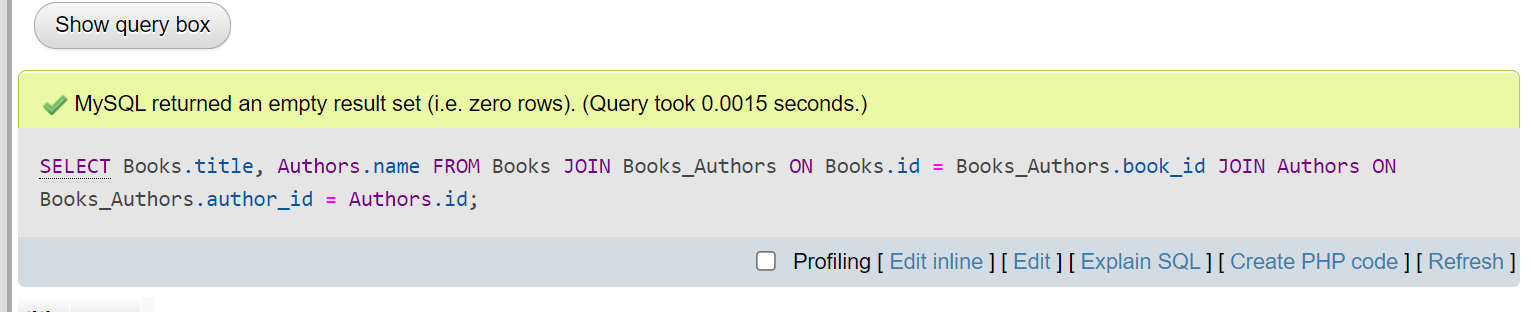 Show query box
MySQL returned an empty result set (i.e. zero rows). (Query took 0.0015 seconds.)
SELECT Books.title, Authors.name FROM Books JOIN Books_Authors ON Books.id = Books_Authors.book_id JOIN Authors ON
Books_Authors.author_id = Authors.id;
Profiling [ Edit inline ] [ Edit ] [ Explain SQL ] [ Create PHP code ] [ Refresh ]